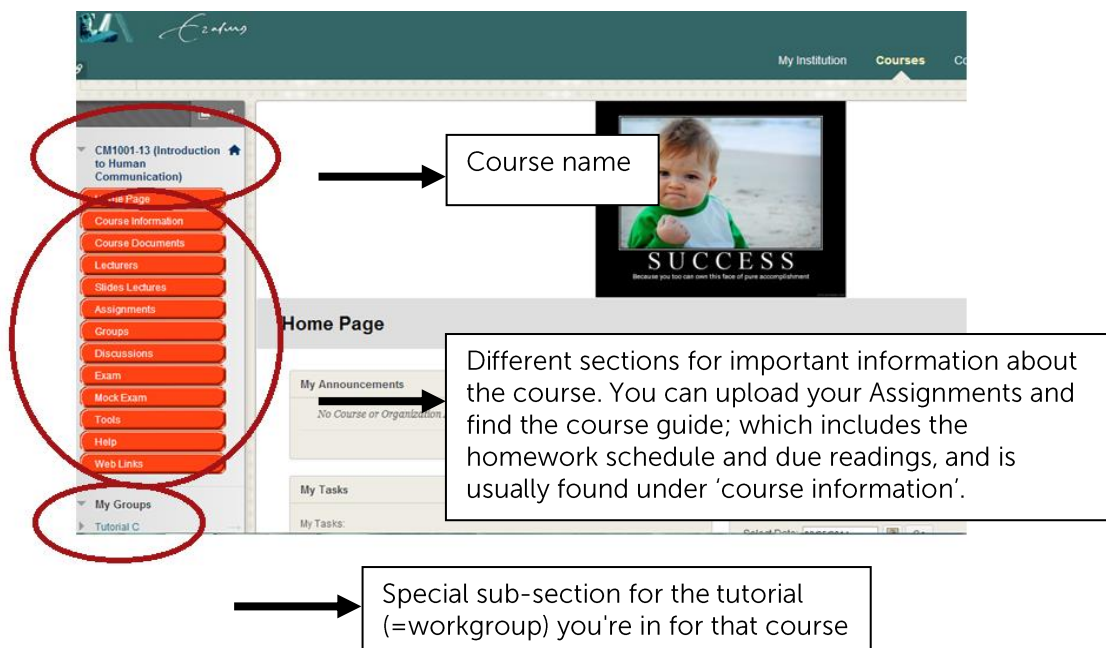 Erasmus
My Institution
Courses
CM1001-13 (Introduction
to Human
Communication)
Home Page
Course Information
Course Documents
Lecturers
Slides Lectures
Assignments
Groups
Discussions
Exam
Mock Exam
Tools
Help
Web Links
My Groups
Tutorial C
Course name
SUCCESS
Because you too can own this face of pure accomplishment
Home Page
My Announcements
No Course or Organization
My Tasks
My Tasks:
Different sections for important information about
the course. You can upload your Assignments and
find the course guide; which includes the
homework schedule and due readings, and is
usually found under ‘course information’.
Special sub-section for the tutorial
(=workgroup) you're in for that course